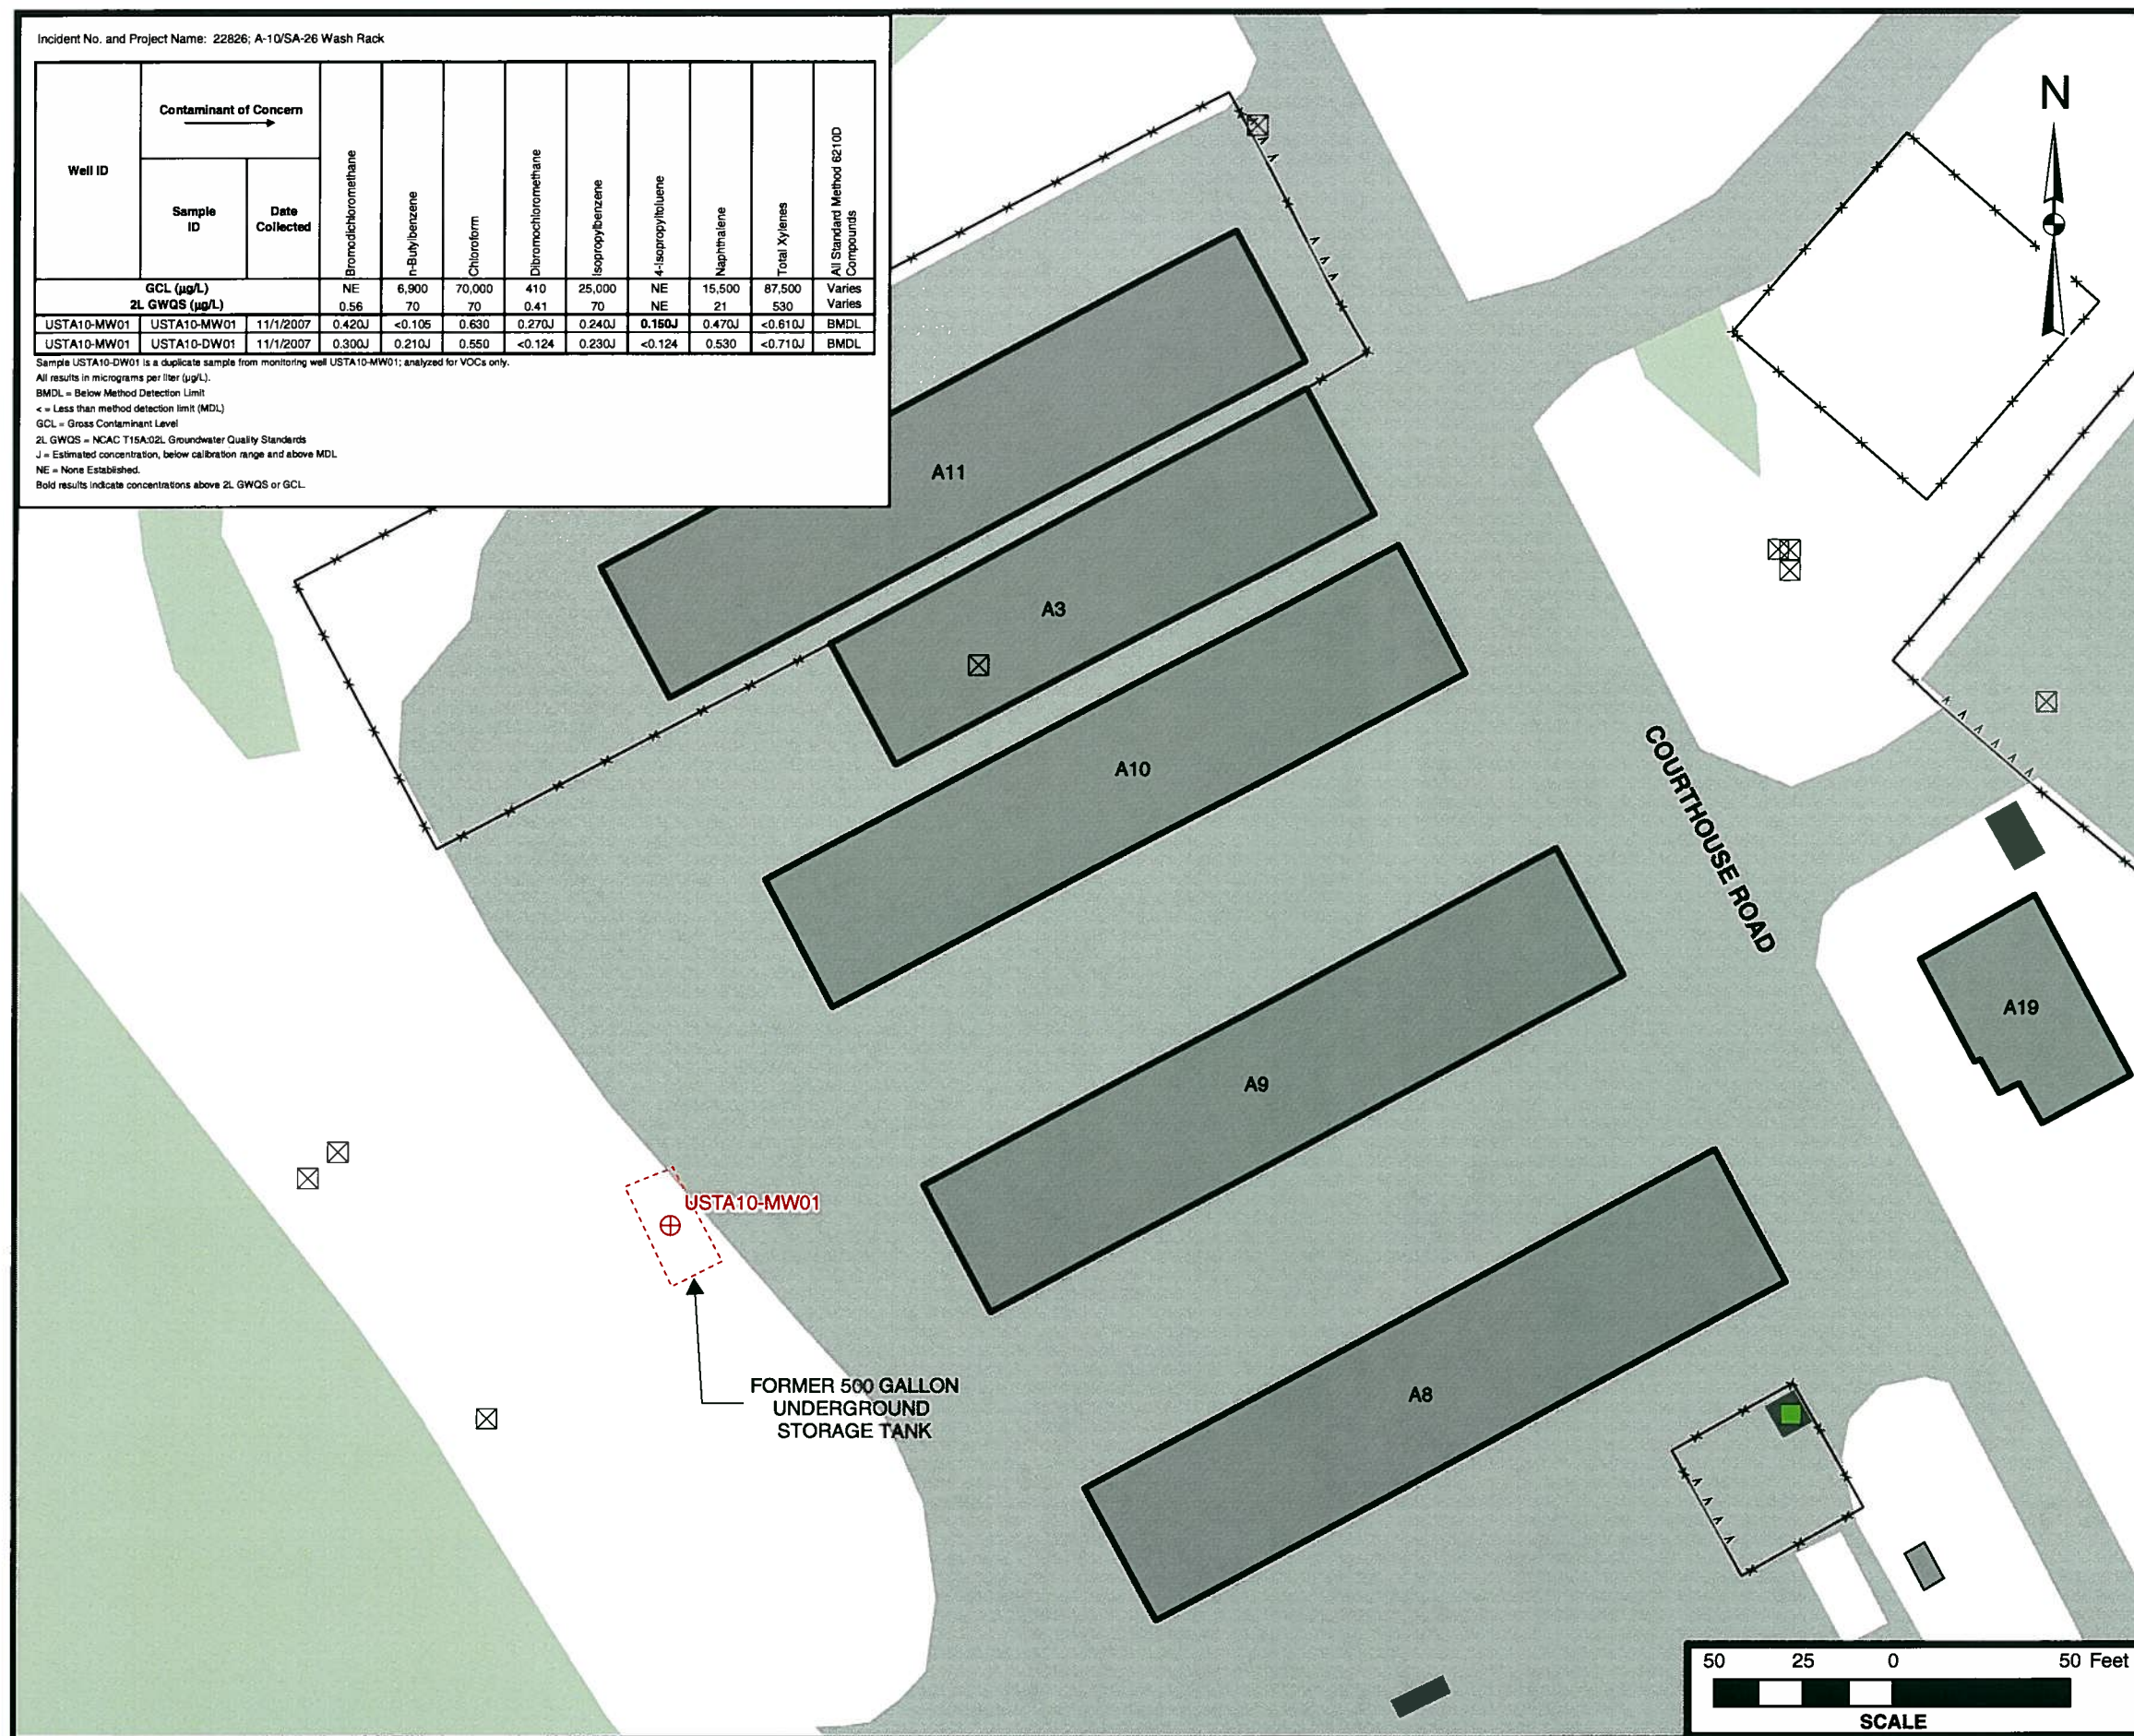 Incident No. and Project Name: 22826; A-10/SA-26 Wash Rack
Well ID
Contaminant of Concern
Sample ID
Date Collected
Bromodichloromethane
n-Butylbenzene
Chloroform
Dibromochloromethane
Isopropylbenzene
4-Isopropyltoluene
Naphthalene
Total Xylenes
All Standard Method 6210D Compounds
GCL (µg/L) NE 6,900 70,000 410 25,000 NE 15,500 87,500 Varies
2L GWQS (µg/L) 0.56 70 70 0.41 70 NE 21 530 Varies
USTA10-MW01 USTA10-MW01 11/1/2007 0.420J <0.105 0.630 0.270J 0.240J 0.150J 0.470J <0.610J BMDL
USTA10-MW01 USTA10-DW01 11/1/2007 0.300J 0.210J 0.550 <0.124 0.230J <0.124 0.530 <0.710J BMDL
Sample USTA10-DW01 is a duplicate sample from monitoring well USTA10-MW01; analyzed for VOCs only.
All results in micrograms per liter (µg/L).
BMDL = Below Method Detection Limit
< = Less than method detection limit (MDL)
GCL = Gross Contaminant Level
2L GWQS = NCAC T15A:02L Groundwater Quality Standards
J = Estimated concentration, below calibration range and above MDL
NE = None Established.
Bold results indicate concentrations above 2L GWQS or GCL.
N
A11
A3
A10
COURTHOUSE ROAD
A19
A9
USTA10-MW01
FORMER 500 GALLON
UNDERGROUND
STORAGE TANK
A8
50 25 0 50 Feet
SCALE